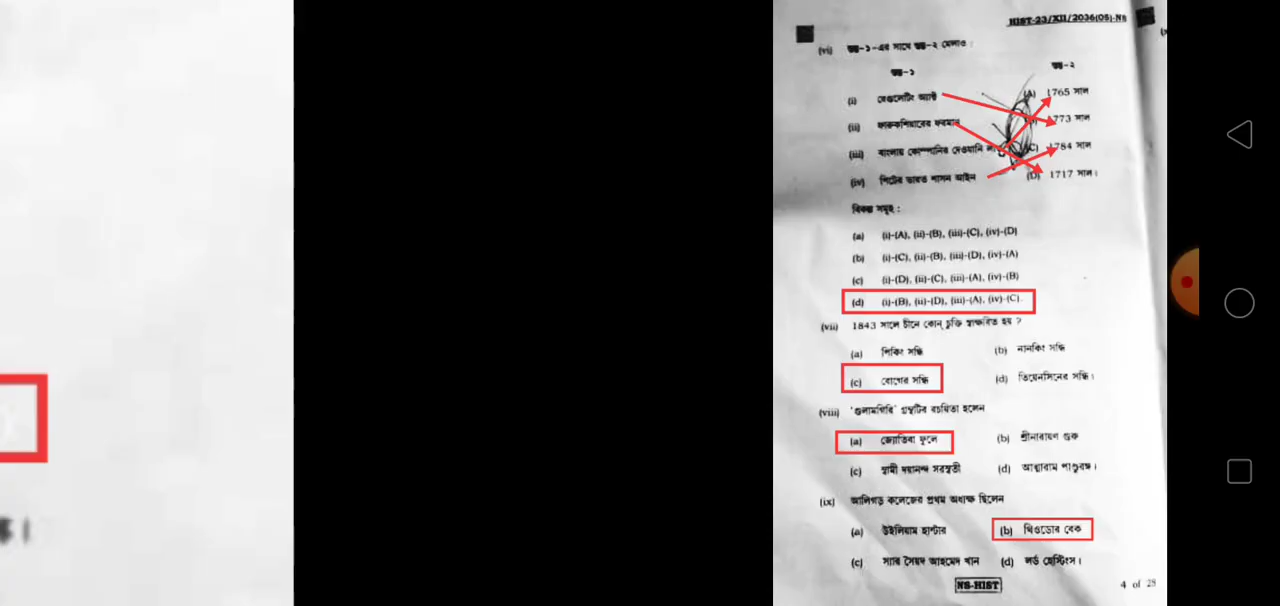 HIST-23/XII/2036(05)-NS
(vi) স্তম্ভ-১-এর সাথে স্তম্ভ-২ মেলাও :
স্তম্ভ-১ স্তম্ভ-২
(i) রেগুলেটিং অ্যাক্ট (A) 1765 সাল
(ii) ফারুকশিয়ারের ফরমান 1773 সাল
(iii) বাংলায় কোম্পানির দেওয়ানি (C) 1784 সাল
(iv) পিটের ভারত শাসন আইন (D) 1717 সাল।
বিকল্প সমূহ :
(a) (i)-(A), (ii)-(B), (iii)-(C), (iv)-(D)
(b) (i)-(C), (ii)-(B), (iii)-(D), (iv)-(A)
(c) (i)-(D), (ii)-(C), (iii)-(A), (iv)-(B)
(d) (i)-(B), (ii)-(D), (iii)-(A), (iv)-(C).
(vii) 1843 সালে চীনে কোন্ চুক্তি স্বাক্ষরিত হয় ?
(a) পিকিং সন্ধি (b) নানকিং সন্ধি
(c) বোগের সন্ধি (d) তিয়েনসিনের সন্ধি।
(viii) 'গুলামগিরি' গ্রন্থটির রচয়িতা হলেন
(a) জ্যোতিবা ফুলে (b) শ্রীনারায়ণ গুরু
(c) স্বামী দয়ানন্দ সরস্বতী (d) আত্মারাম পাণ্ডুরঙ্গ।
(ix) আলিগড় কলেজের প্রথম অধ্যক্ষ ছিলেন
(a) উইলিয়াম হান্টার (b) থিওডোর বেক
(c) স্যার সৈয়দ আহমেদ খান (d) লর্ড হেস্টিংস।
NS-HIST 4 of 28